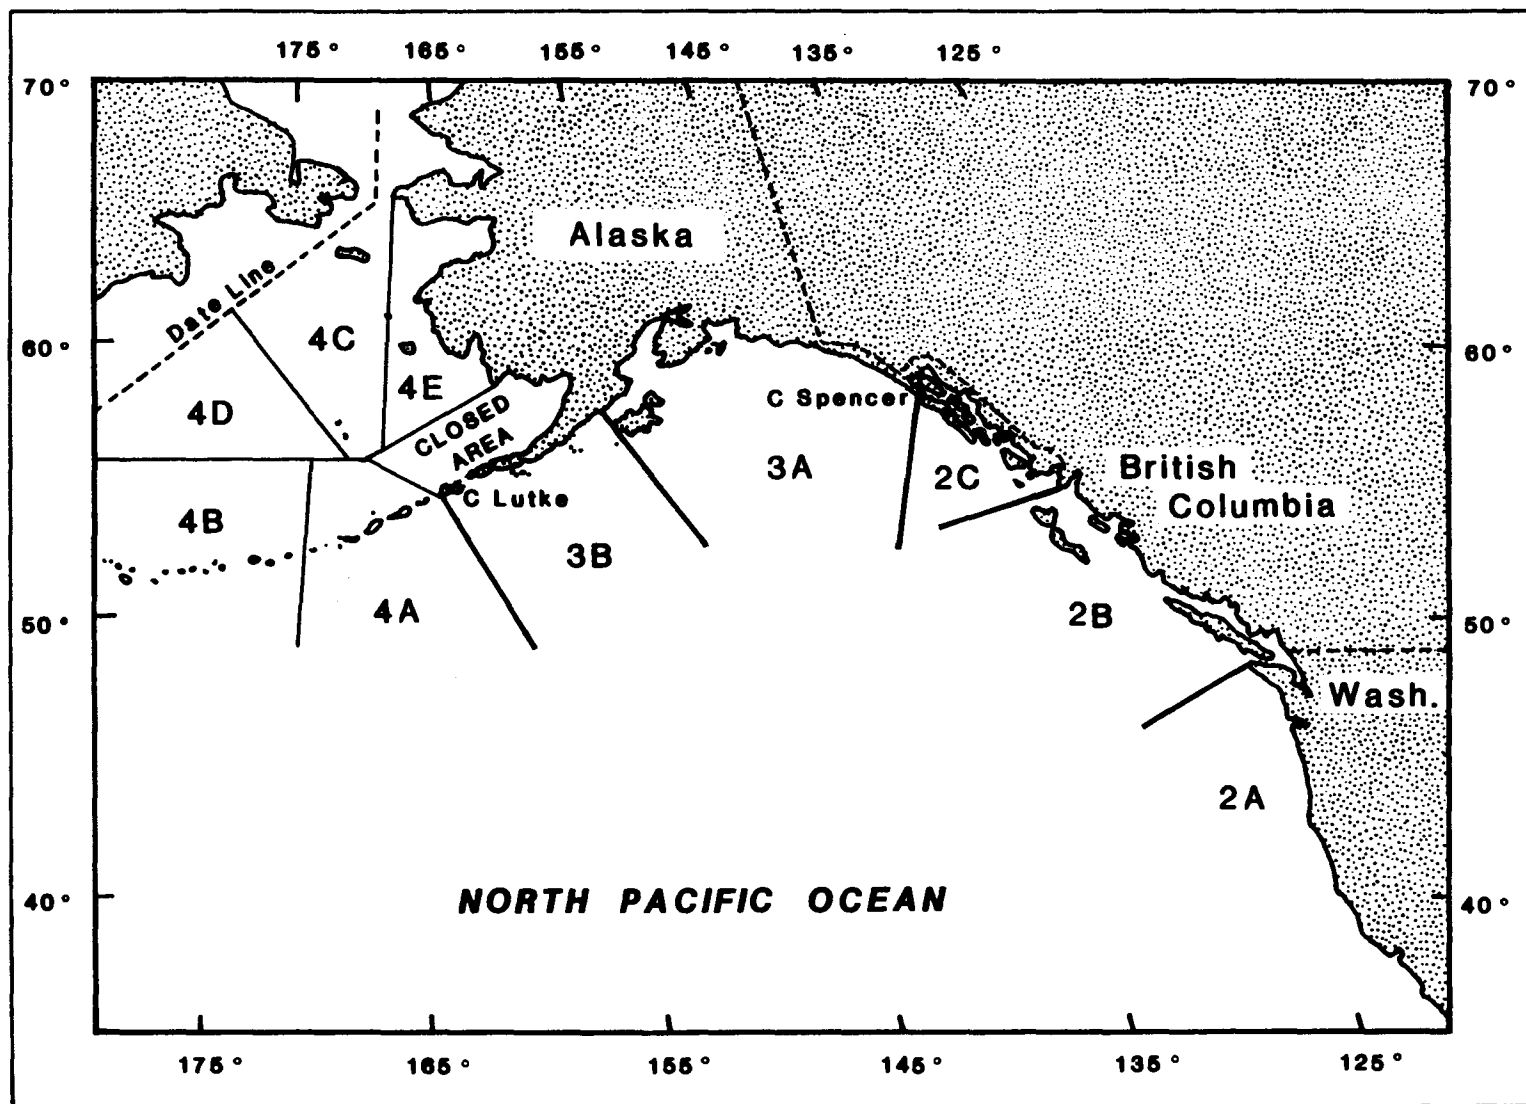 175° 165° 155° 145° 135° 125°
70° 70°
Alaska
Date Line
60° 4C 60°
4E
4D C Spencer
CLOSED
AREA
3A British
2C Columbia
C Lutke
4B
3B
4A 2B
50° 50°
Wash.
2A
40° NORTH PACIFIC OCEAN 40°
175° 165° 155° 145° 135° 125°